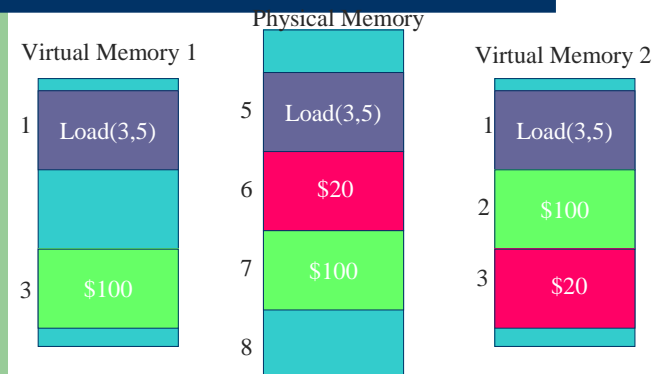 Physical Memory
Virtual Memory 1
Virtual Memory 2
1
Load(3,5)
3
$100
5
Load(3,5)
6
$20
7
$100
8
1
Load(3,5)
2
$100
3
$20